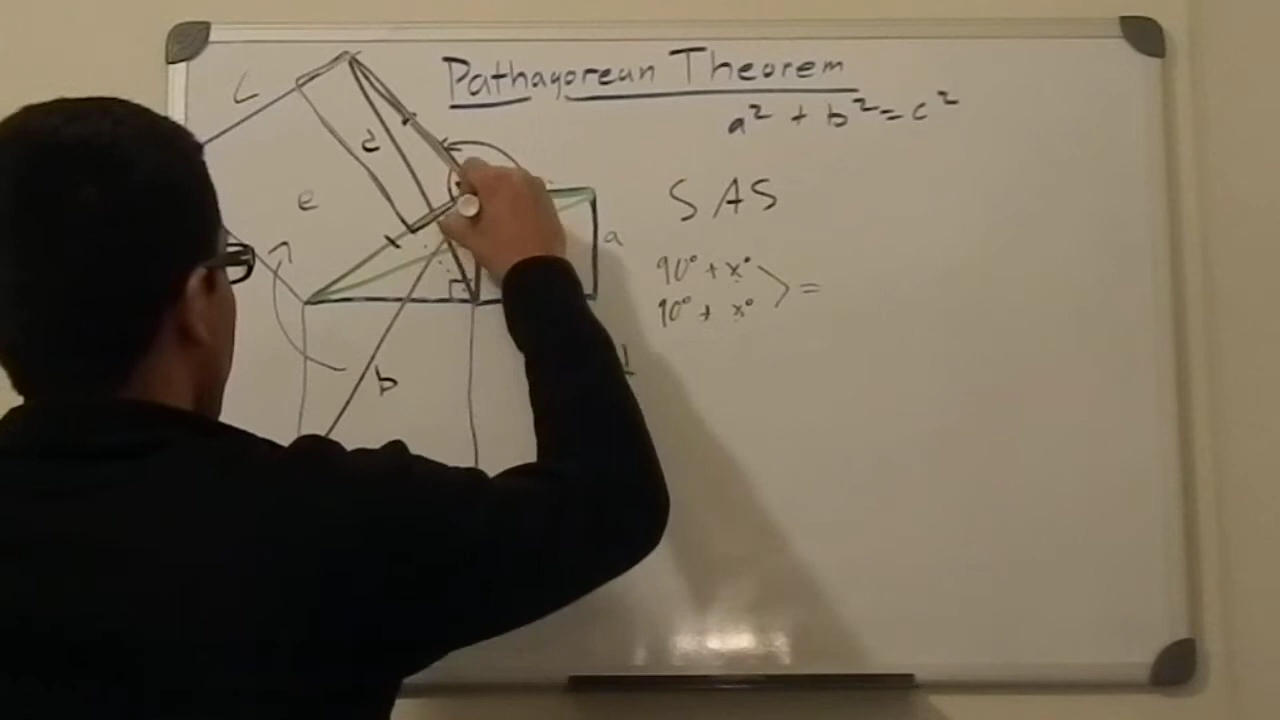 Pathagorean Theorem
a² + b² = c²
SAS
90° + x°
90° + x° > =
c
d
e
a
b